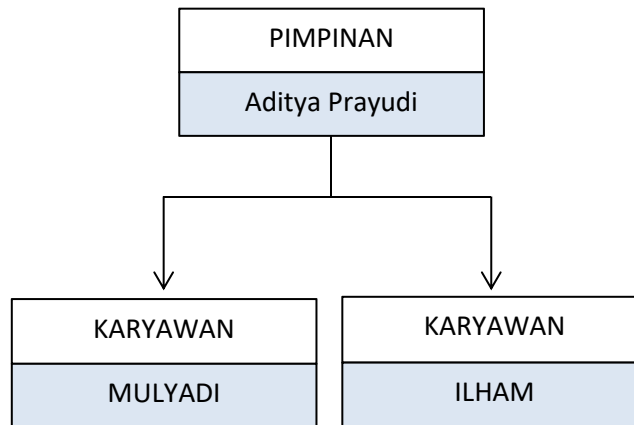 PIMPINAN
Aditya Prayudi
KARYAWAN
MULYADI
KARYAWAN
ILHAM